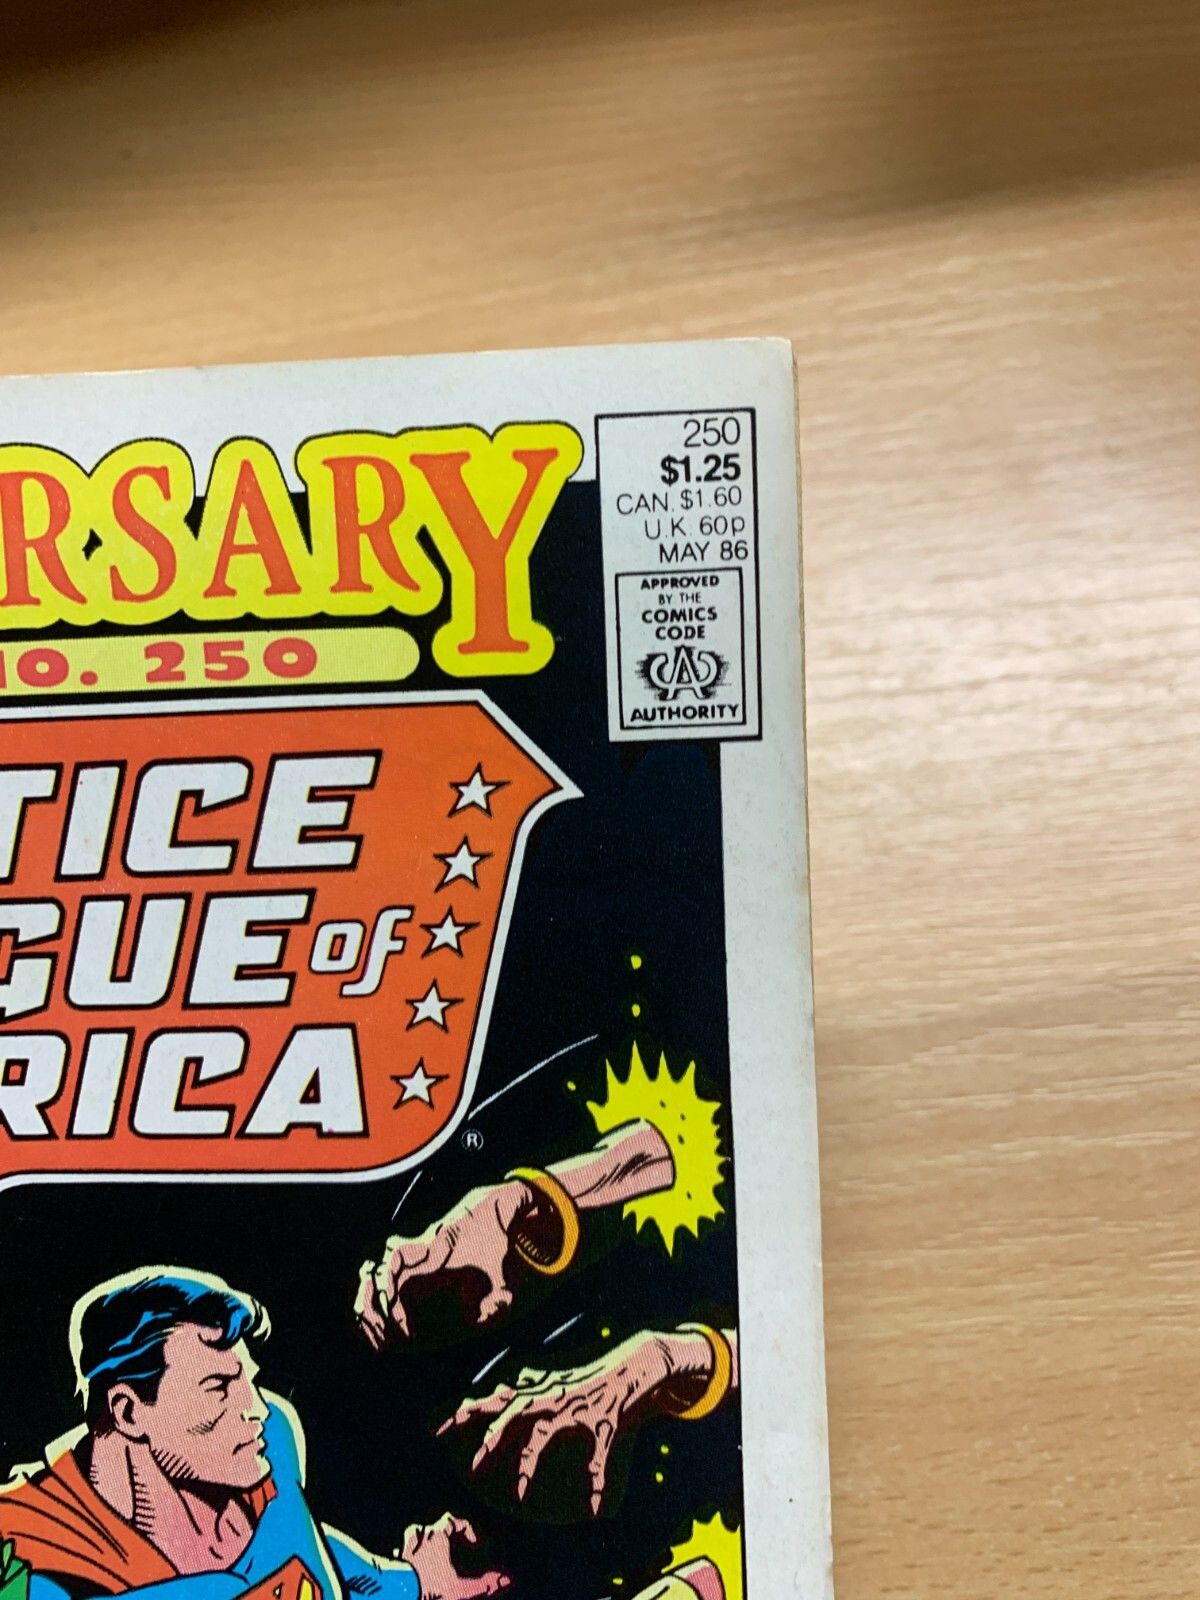 RSARY
NO. 250
TICE
GUE of
RICA
®
250
$1.25
CAN. $1.60
U.K. 60p
MAY 86
APPROVED
BY THE
COMICS
CODE
CA
AUTHORITY